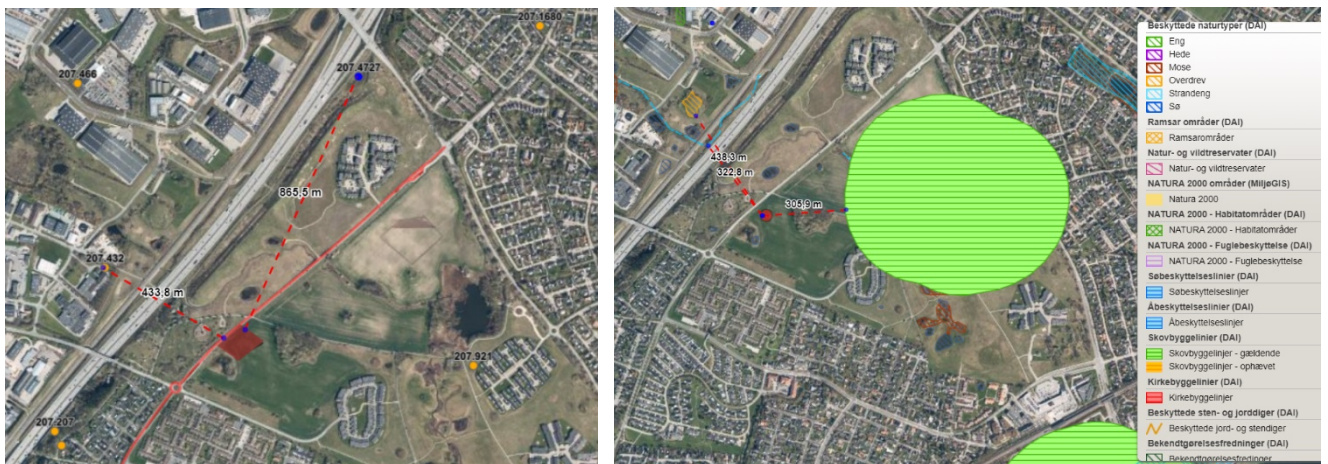 207.1680
207.4727
207.466
865,5 m
207.432
433,8 m
207.921
207.207
438,3 m
322,8 m
305,9 m
Beskyttede naturtyper (DAI)
Eng
Hede
Mose
Overdrev
Strandeng
Sø
Ramsar områder (DAI)
Ramsarområder
Natur- og vildtreservater (DAI)
Natur- og vildtreservater
NATURA 2000 områder (MiljøGIS)
Natura 2000
NATURA 2000 - Habitatområder (DAI)
NATURA 2000 - Habitatområder
NATURA 2000 - Fuglebeskyttelse (DAI)
NATURA 2000 - Fuglebeskyttelse
Søbeskyttelseslinier (DAI)
Søbeskyttelseslinjer
Åbeskyttelseslinier (DAI)
Åbeskyttelseslinjer
Skovbyggelinier (DAI)
Skovbyggelinjer - gældende
Skovbyggelinjer - ophævet
Kirkebyggelinier (DAI)
Kirkebyggelinjer
Beskyttede sten- og jorddiger (DAI)
Beskyttede jord- og stendiger
Bekendtgørelsesfredninger (DAI)
Bekendtgørelsesfredninger